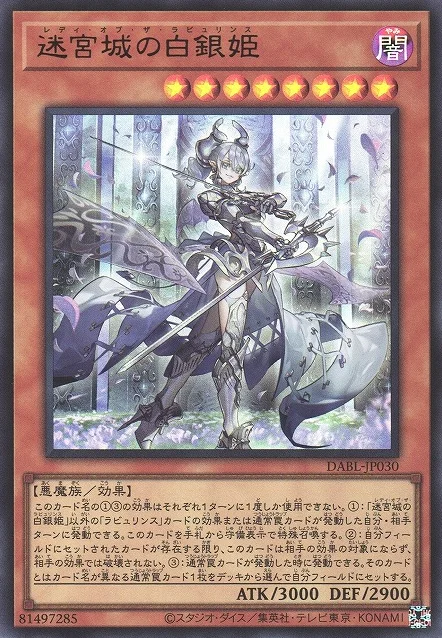 レディ・オブ・ザ・ラビュリンス
迷宮城の白銀姫
やみ
闇
DABL-JP030
【悪魔族／効果】
このカード名の①③の効果はそれぞれ1ターンに1度しか使用できない。①：「迷宮城の
白銀姫」以外の「ラビュリンス」カードの効果または通常罠カードが発動した自分・相手
ターンに発動できる。このカードを手札から守備表示で特殊召喚する。②：自分フィ
ールドにセットされたカードが存在する限り、このカードは相手の効果の対象にならず、
相手の効果では破壊されない。③：通常罠カードが発動した時に発動できる。そのカー
ドとはカード名が異なる通常罠カード1枚をデッキから選んで自分フィールドにセットする。
ATK/3000 DEF/2900
81497285
©スタジオ・ダイス／集英社・テレビ東京・KONAMI